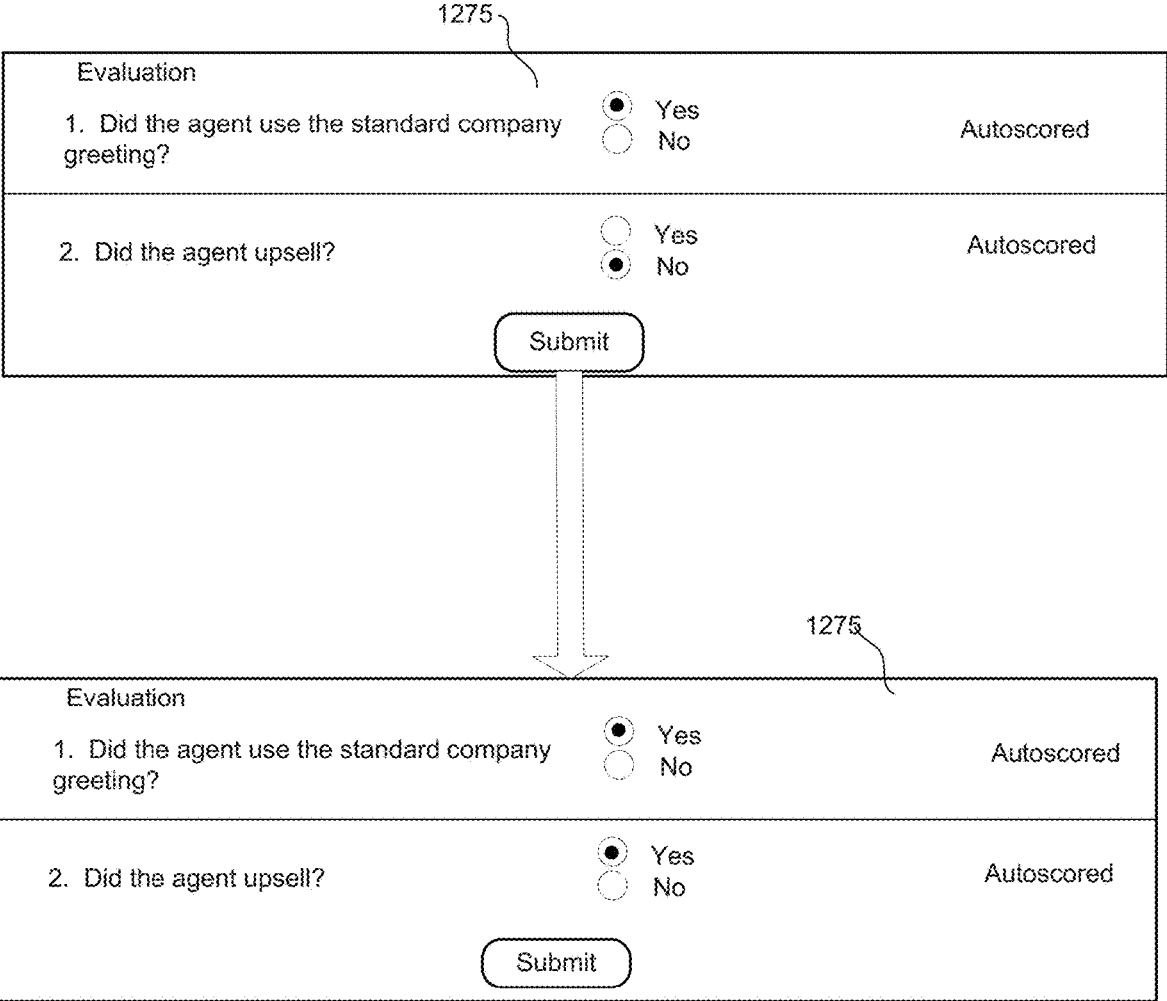 1275
Evaluation
1. Did the agent use the standard company
greeting?
Yes
No
Autoscored
2. Did the agent upsell?
Yes
No
Autoscored
Submit
1275
Evaluation
1. Did the agent use the standard company
greeting?
Yes
No
Autoscored
2. Did the agent upsell?
Yes
No
Autoscored
Submit